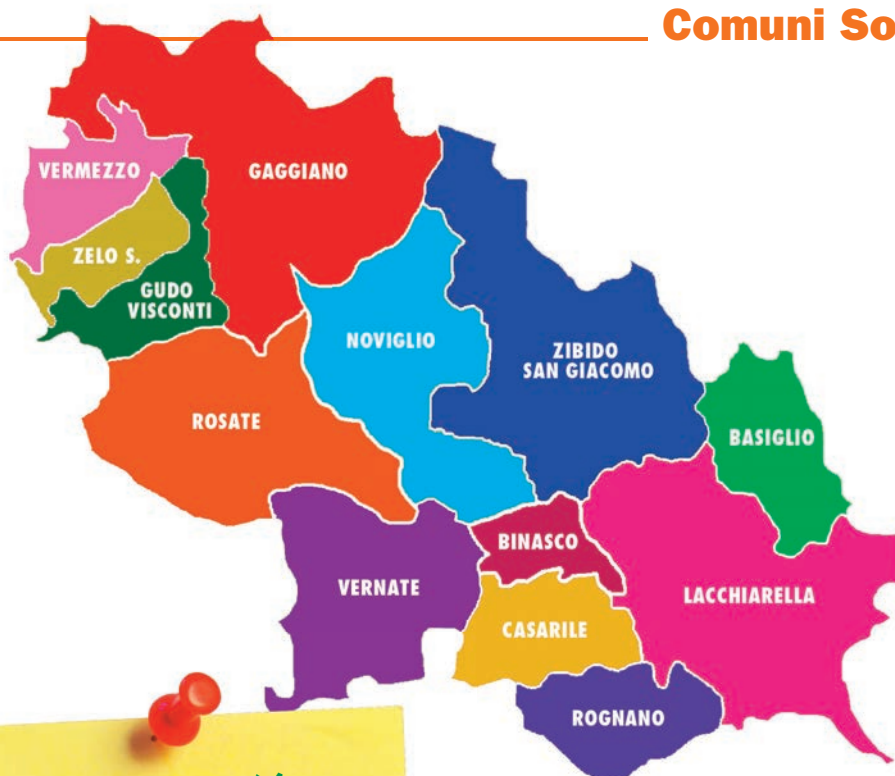 Comuni So
VERMEZZO
GAGGIANO
ZELO S.
GUDO
VISCONTI
NOVIGLIO
ZIBIDO
SAN GIACOMO
ROSATE
BASIGLIO
BINASCO
VERNATE
LACCHIARELLA
CASARILE
ROGNANO